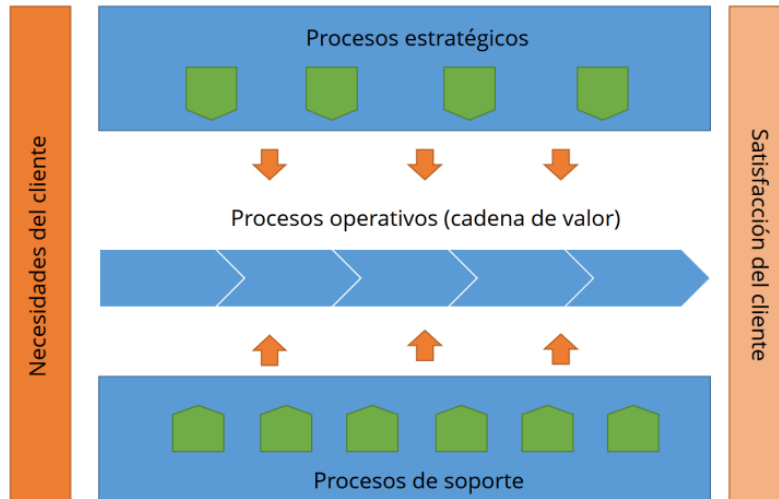 Necesidades del cliente
Procesos estratégicos
Procesos operativos (cadena de valor)
Procesos de soporte
Satisfacción del cliente